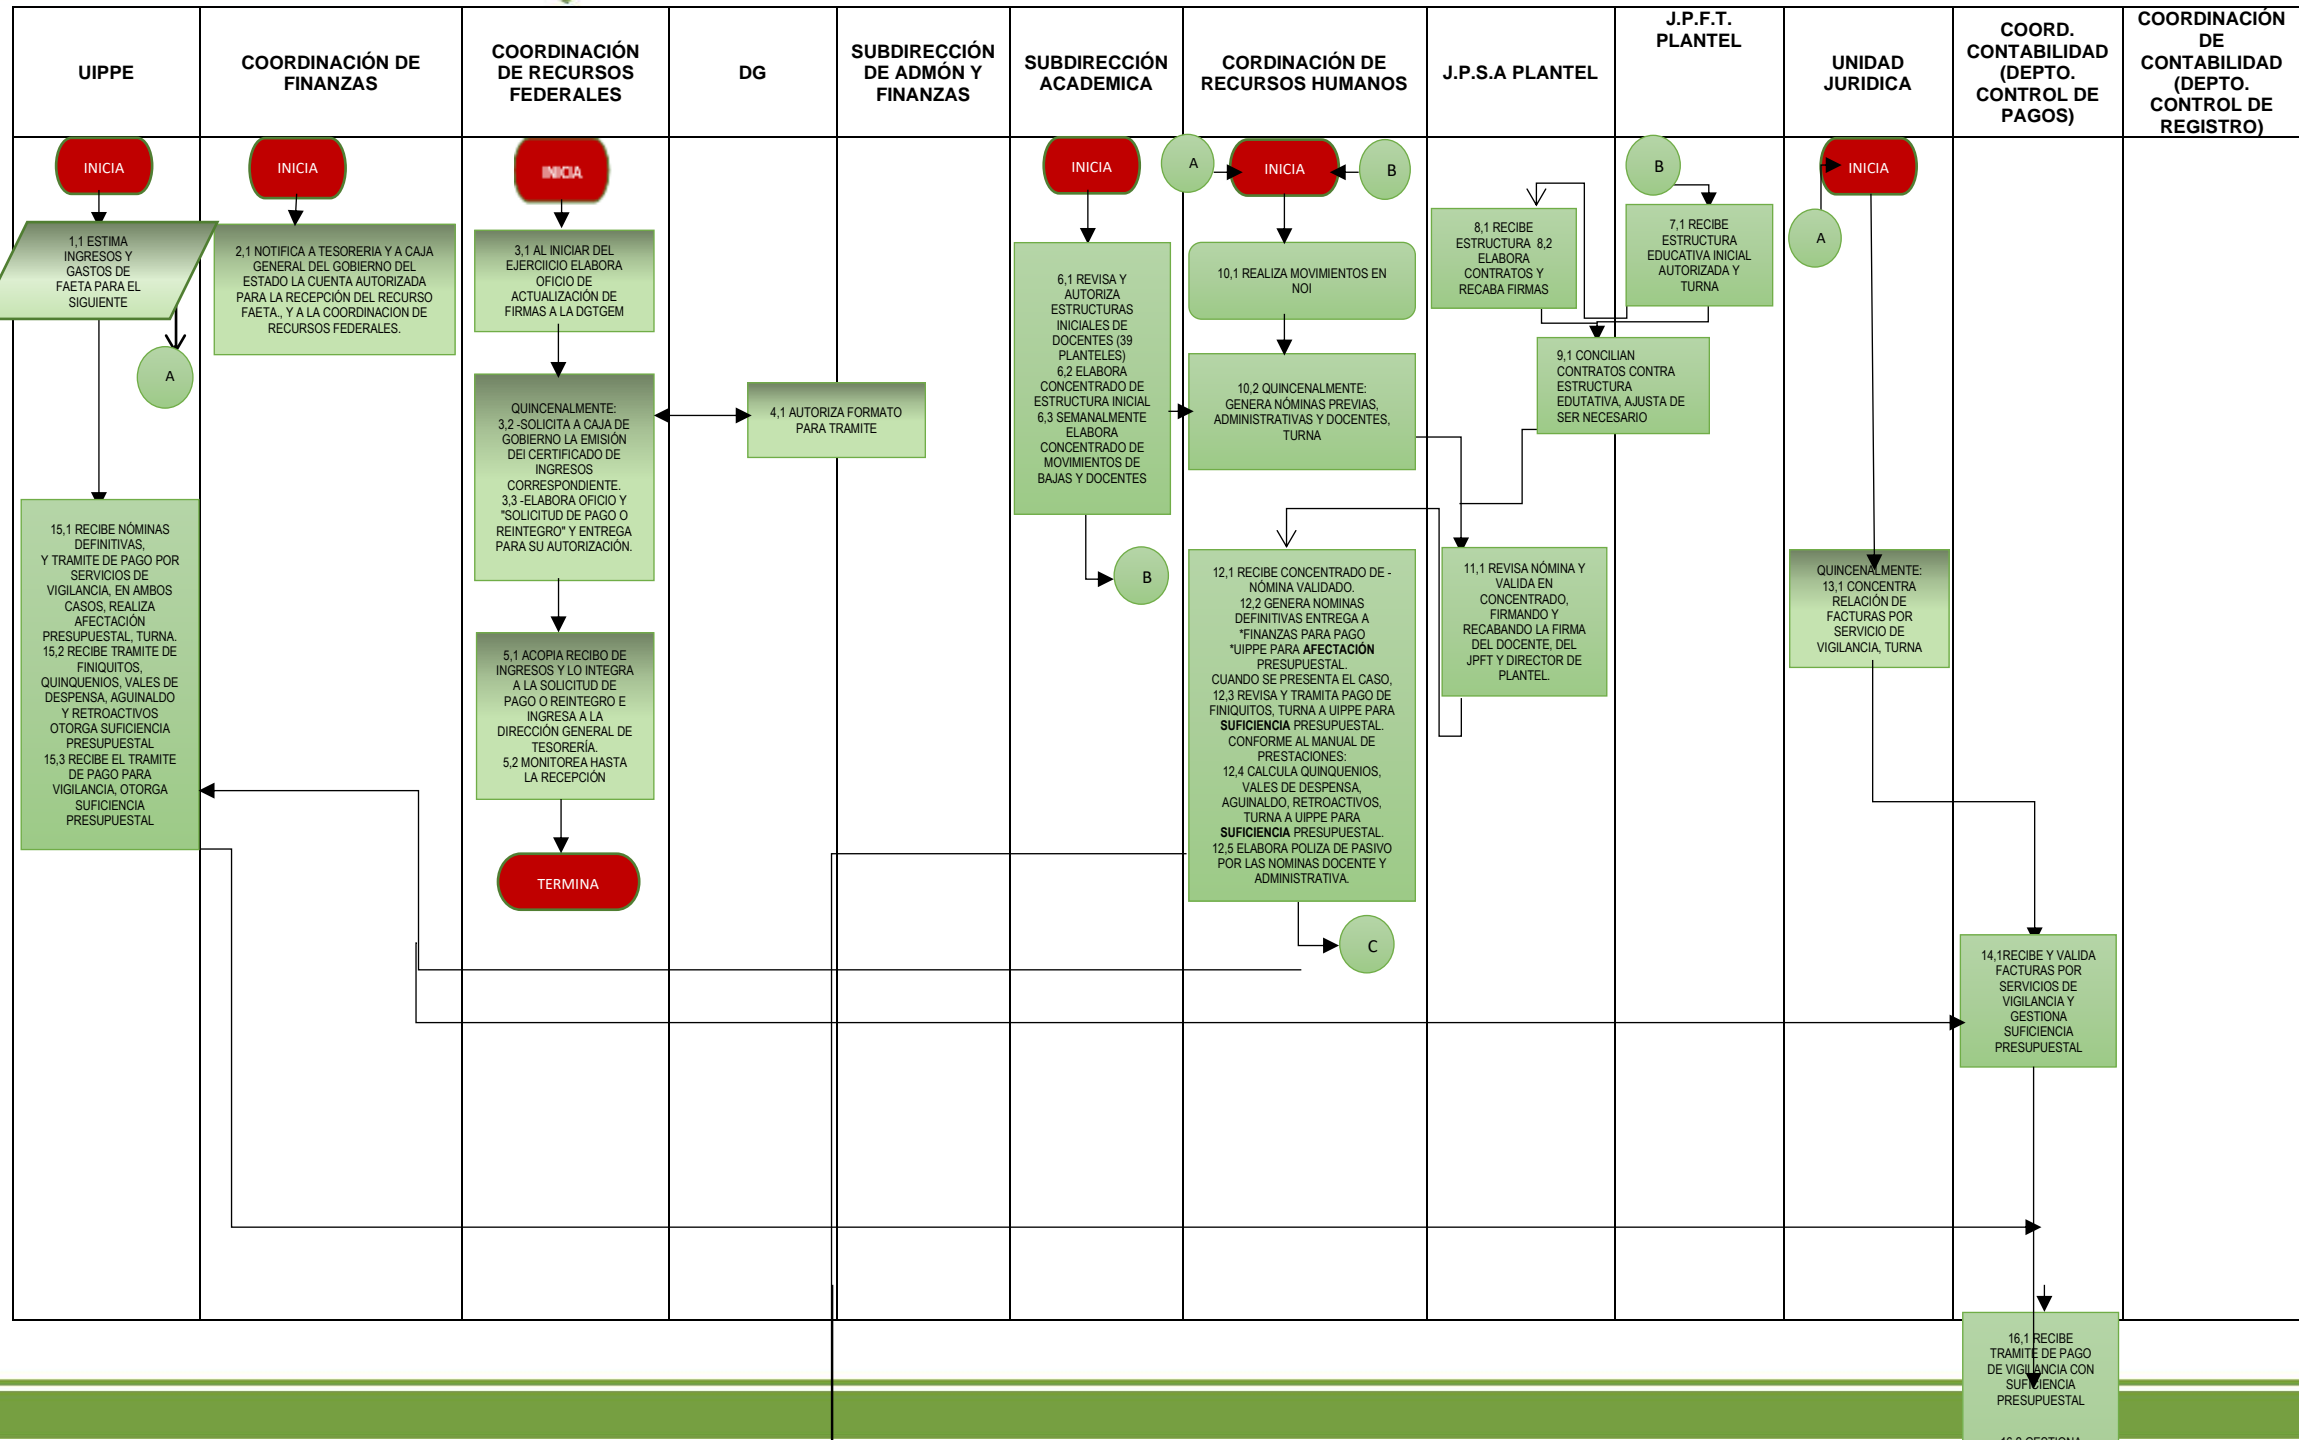 UIPPE
COORDINACIÓN DE
FINANZAS
COORDINACIÓN
DE RECURSOS
FEDERALES
DG
SUBDIRECCIÓN
DE ADMÓN Y
FINANZAS
SUBDIRECCIÓN
ACADEMICA
CORDINACIÓN DE
RECURSOS HUMANOS
J.P.S.A PLANTEL
J.P.F.T.
PLANTEL
UNIDAD
JURIDICA
COORD.
CONTABILIDAD
(DEPTO.
CONTROL DE
PAGOS)
COORDINACIÓN
DE
CONTABILIDAD
(DEPTO.
CONTROL DE
REGISTRO)
INICIA
1,1 ESTIMA
INGRESOS Y
GASTOS DE
FAETA PARA EL
SIGUIENTE
A
15,1 RECIBE NÓMINAS
DEFINITIVAS,
Y TRAMITE DE PAGO POR
SERVICIOS DE
VIGILANCIA, EN AMBOS
CASOS, REALIZA
AFECTACIÓN
PRESUPUESTAL, TURNA.
15,2 RECIBE TRAMITE DE
FINIQUITOS,
QUINQUENIOS, VALES DE
DESPENSA, AGUINALDO
Y RETROACTIVOS
OTORGA SUFICIENCIA
PRESUPUESTAL
15,3 RECIBE EL TRAMITE
DE PAGO PARA
VIGILANCIA, OTORGA
SUFICIENCIA
PRESUPUESTAL
INICIA
2,1 NOTIFICA A TESORERIA Y A CAJA
GENERAL DEL GOBIERNO DEL
ESTADO LA CUENTA AUTORIZADA
PARA LA RECEPCIÓN DEL RECURSO
FAETA., Y A LA COORDINACION DE
RECURSOS FEDERALES.
INICIA
3,1 AL INICIAR DEL
EJERCIICIO ELABORA
OFICIO DE
ACTUALIZACIÓN DE
FIRMAS A LA DGTGEM
QUINCENALMENTE:
3,2 -SOLICITA A CAJA DE
GOBIERNO LA EMISIÓN
DEl CERTIFICADO DE
INGRESOS
CORRESPONDIENTE.
3,3 -ELABORA OFICIO Y
"SOLICITUD DE PAGO O
REINTEGRO" Y ENTREGA
PARA SU AUTORIZACIÓN.
5,1 ACOPIA RECIBO DE
INGRESOS Y LO INTEGRA
A LA SOLICITUD DE
PAGO O REINTEGRO E
INGRESA A LA
DIRECCIÓN GENERAL DE
TESORERÍA.
5,2 MONITOREA HASTA
LA RECEPCIÓN
TERMINA
4,1 AUTORIZA FORMATO
PARA TRAMITE
INICIA
6,1 REVISA Y
AUTORIZA
ESTRUCTURAS
INICIALES DE
DOCENTES (39
PLANTELES)
6,2 ELABORA
CONCENTRADO DE
ESTRUCTURA INICIAL
6,3 SEMANALMENTE
ELABORA
CONCENTRADO DE
MOVIMIENTOS DE
BAJAS Y DOCENTES
B
A
INICIA
B
10,1 REALIZA MOVIMIENTOS EN
NOI
10,2 QUINCENALMENTE:
GENERA NÓMINAS PREVIAS,
ADMINISTRATIVAS Y DOCENTES,
TURNA
12,1 RECIBE CONCENTRADO DE -
NÓMINA VALIDADO.
12,2 GENERA NOMINAS
DEFINITIVAS ENTREGA A
*FINANZAS PARA PAGO
*UIPPE PARA AFECTACIÓN
PRESUPUESTAL.
CUANDO SE PRESENTA EL CASO,
12,3 REVISA Y TRAMITA PAGO DE
FINIQUITOS, TURNA A UIPPE PARA
SUFICIENCIA PRESUPUESTAL.
CONFORME AL MANUAL DE
PRESTACIONES:
12,4 CALCULA QUINQUENIOS,
VALES DE DESPENSA,
AGUINALDO, RETROACTIVOS,
TURNA A UIPPE PARA
SUFICIENCIA PRESUPUESTAL.
12,5 ELABORA POLIZA DE PASIVO
POR LAS NOMINAS DOCENTE Y
ADMINISTRATIVA.
C
8,1 RECIBE
ESTRUCTURA 8,2
ELABORA
CONTRATOS Y
RECABA FIRMAS
B
7,1 RECIBE
ESTRUCTURA
EDUCATIVA INICIAL
AUTORIZADA Y
TURNA
9,1 CONCILIAN
CONTRATOS CONTRA
ESTRUCTURA
EDUTATIVA, AJUSTA DE
SER NECESARIO
11,1 REVISA NÓMINA Y
VALIDA EN
CONCENTRADO,
FIRMANDO Y
RECABANDO LA FIRMA
DEL DOCENTE, DEL
JPFT Y DIRECTOR DE
PLANTEL.
INICIA
A
QUINCENALMENTE:
13,1 CONCENTRA
RELACIÓN DE
FACTURAS POR
SERVICIO DE
VIGILANCIA, TURNA
14,1RECIBE Y VALIDA
FACTURAS POR
SERVICIOS DE
VIGILANCIA Y
GESTIONA
SUFICIENCIA
PRESUPUESTAL
16,1 RECIBE
TRAMITE DE PAGO
DE VIGILANCIA CON
SUFICIENCIA
PRESUPUESTAL